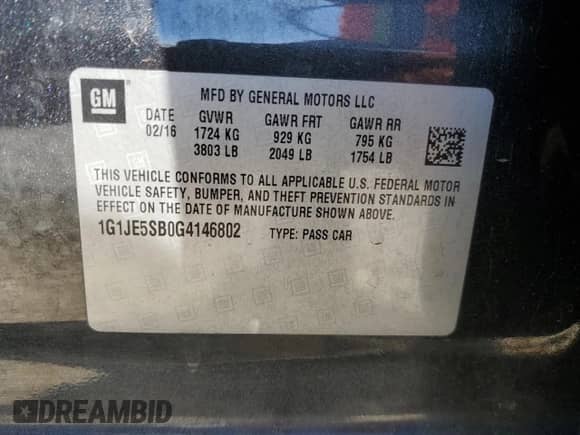 GM
MFD BY GENERAL MOTORS LLC
DATE GVWR GAWR FRT GAWR RR
02/16 1724 KG 929 KG 795 KG
3803 LB 2049 LB 1754 LB
THIS VEHICLE CONFORMS TO ALL APPLICABLE U.S. FEDERAL MOTOR
VEHICLE SAFETY, BUMPER, AND THEFT PREVENTION STANDARDS IN
EFFECT ON THE DATE OF MANUFACTURE SHOWN ABOVE.
1G1JE5SB0G4146802 TYPE: PASS CAR
DREAMBID